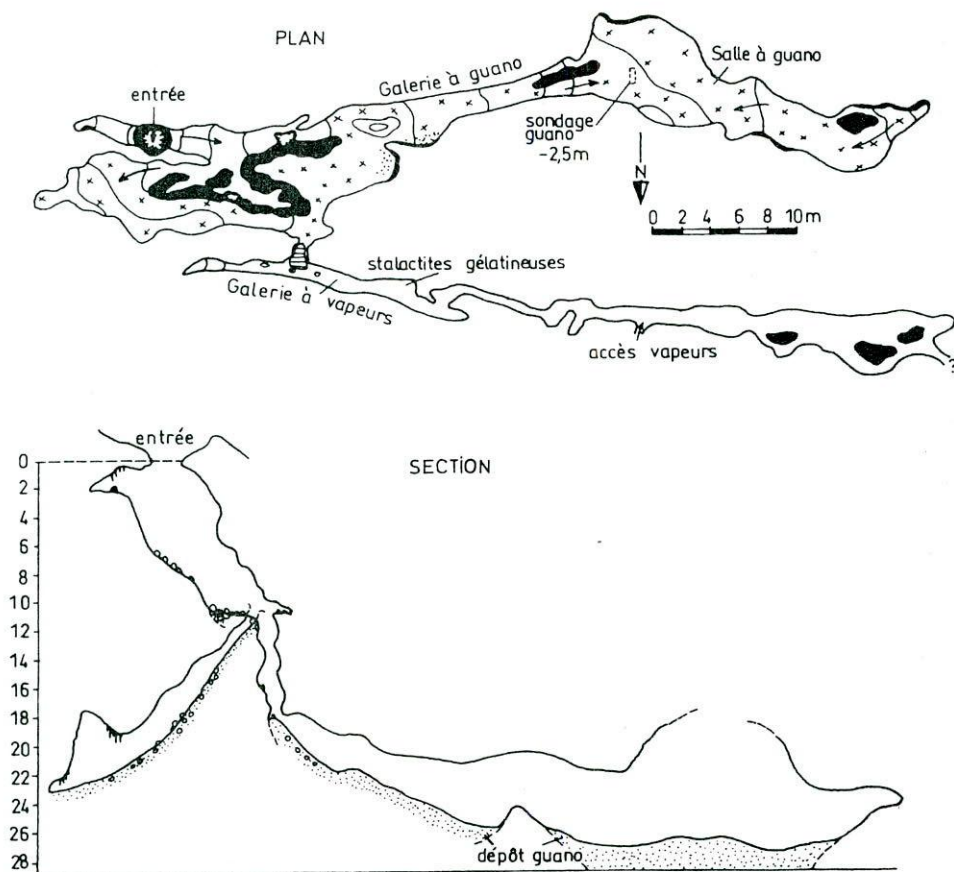 PLAN
entrée
Galerie à guano
Salle à guano
sondage
guano
-2,5m
N
0 2 4 6 8 10 m
stalactites gélatineuses
Galerie à vapeurs
accès vapeurs
?
entrée
SECTION
0
2
4
6
8
10
12
14
16
18
20
22
24
26
28
dépôt guano